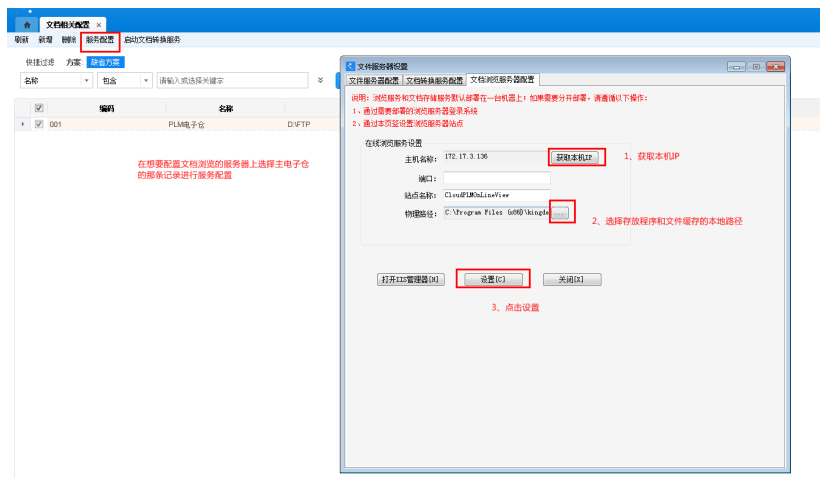 文档相关配置 ×
刷新 新增 删除 服务配置 启动文档转换服务
快捷过滤 方案: 缺省方案
名称 包含 请输入或选择关键字
编码 名称
001 PLM电子仓 D:\FTP
在想要配置文档浏览的服务器上选择主电子仓
的那条记录进行服务配置
文件服务器设置
文件服务器配置 文档转换服务配置 文档浏览服务器配置
说明: 浏览服务和文档存储服务默认部署在一台机器上; 如果需要分开部署, 请遵循以下操作:
1、通过需要部署的浏览服务器登录系统
2、通过本页签设置浏览服务器站点
在线浏览服务设置
主机名称: 172.17.3.136 获取本机IP
1、获取本机IP
端口:
站点名称: CloudPLMOnLineView
物理路径: C:\Program Files (x86)\kingde ...
2、选择存放程序和文件缓存的本地路径
打开IIS管理器[M] 设置[C] 关闭[X]
3、点击设置